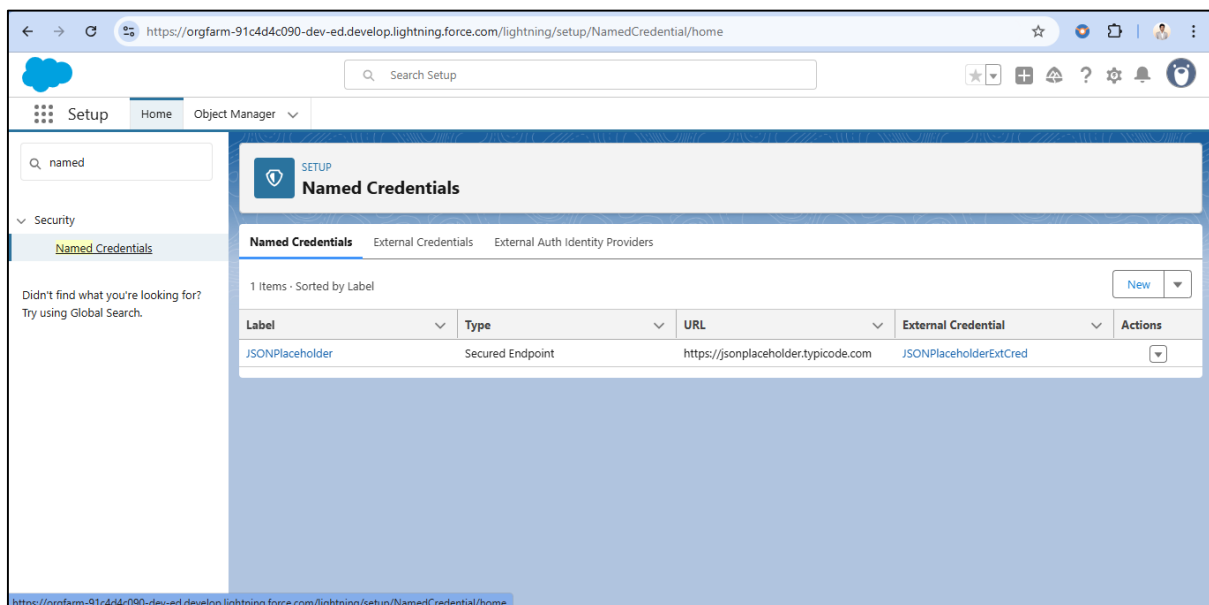 https://orgfarm-91c4d4c090-dev-ed.develop.lightning.force.com/lightning/setup/NamedCredential/home
Search Setup
Setup
Home
Object Manager
named
SETUP
Named Credentials
Security
Named Credentials
Didn't find what you're looking for?
Try using Global Search.
Named Credentials External Credentials External Auth Identity Providers
1 Items · Sorted by Label
New
Label Type URL External Credential Actions
JSONPlaceholder Secured Endpoint https://jsonplaceholder.typicode.com JSONPlaceholderExtCred
https://orgfarm-91c4d4c090-dev-ed.develop.lightning.force.com/lightning/setup/NamedCredential/home